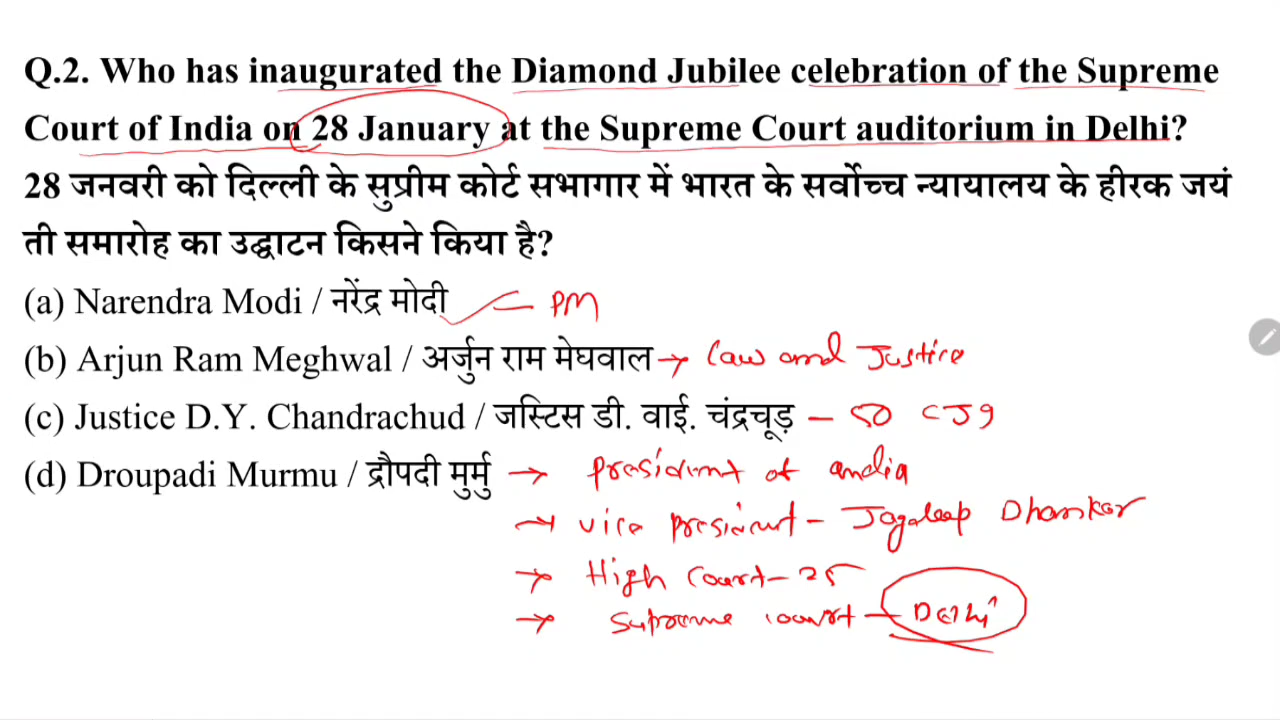 Q.2. Who has inaugurated the Diamond Jubilee celebration of the Supreme
Court of India on 28 January at the Supreme Court auditorium in Delhi?
28 जनवरी को दिल्ली के सुप्रीम कोर्ट सभागार में भारत के सर्वोच्च न्यायालय के हीरक जयं
ती समारोह का उद्घाटन किसने किया है?
(a) Narendra Modi / नरेंद्र मोदी - PM
(b) Arjun Ram Meghwal / अर्जुन राम मेघवाल → Law and Justice
(c) Justice D.Y. Chandrachud / जस्टिस डी. वाई. चंद्रचूड़ - 50 CJ9
(d) Droupadi Murmu / द्रौपदी मुर्मु → President of india
→ Vice President - Jagdeep Dhankar
→ High Court - 25
→ Supreme court - Delhi